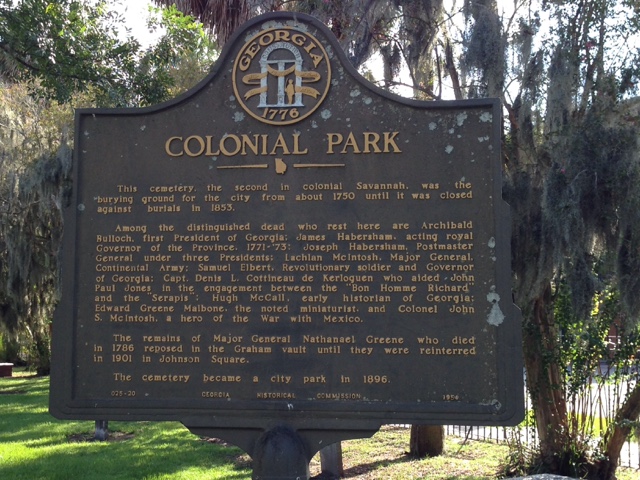 GEORGIA
1776
COLONIAL PARK
This cemetery, the second in colonial Savannah, was the
burying ground for the city from about 1750 until it was closed
against burials in 1853.
Among the distinguished dead who rest here are Archibald
Bulloch, first President of Georgia; James Habersham, acting royal
Governor of the Province, 1771-'73; Joseph Habersham, Postmaster
General under three Presidents; Lachlan McIntosh, Major General,
Continental Army; Samuel Elbert, Revolutionary soldier and Governor
of Georgia; Capt. Denis L. Cottineau de Kerloguen who aided John
Paul Jones in the engagement between the "Bon Homme Richard"
and the "Serapis"; Hugh McCall, early historian of Georgia;
Edward Greene Malbone, the noted miniaturist, and Colonel John
S. McIntosh, a hero of the War with Mexico.
The remains of Major General Nathanael Greene who died
in 1786 reposed in the Graham vault until they were reinterred
in 1901 in Johnson Square.
The cemetery became a city park in 1896.
025-20 GEORGIA HISTORICAL COMMISSION 1956